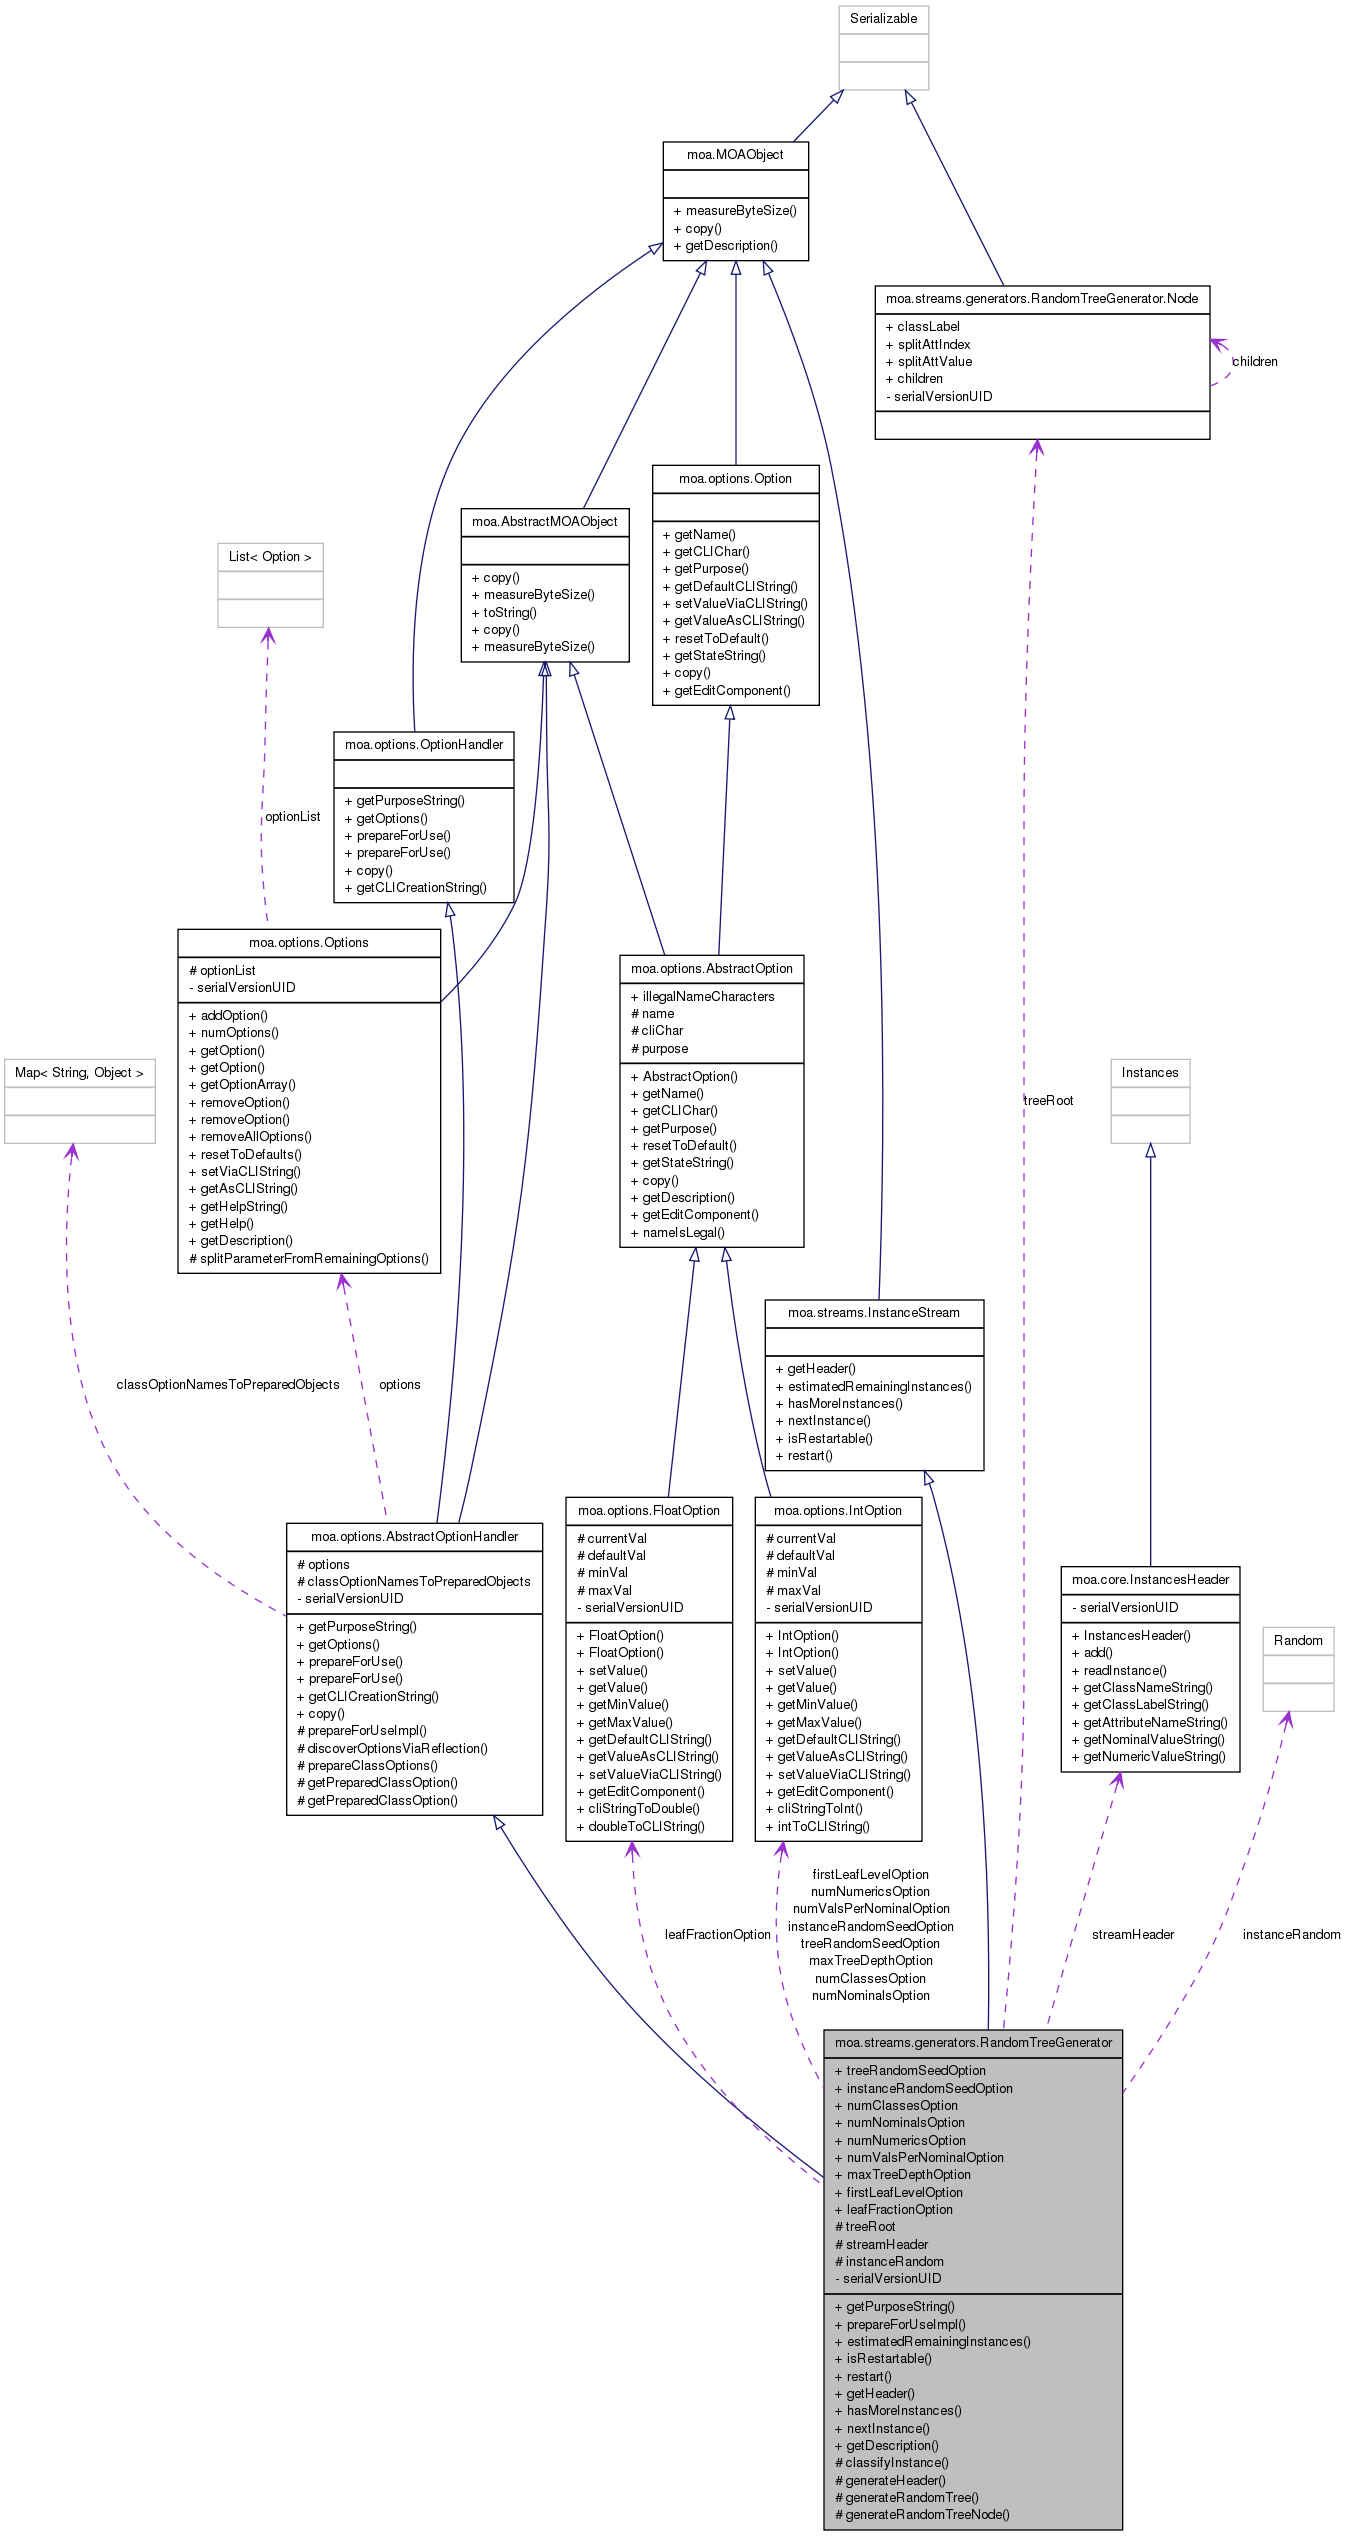 Serializable
moa.MOAObject
+ measureByteSize()
+ copy()
+ getDescription()
moa.streams.generators.RandomTreeGenerator.Node
+ classLabel
+ splitAttIndex
+ splitAttValue
+ children
- serialVersionUID
children
moa.options.Option
+ getName()
+ getCLIChar()
+ getPurpose()
+ getDefaultCLIString()
+ setValueViaCLIString()
+ getValueAsCLIString()
+ resetToDefault()
+ getStateString()
+ copy()
+ getEditComponent()
moa.AbstractMOAObject
+ copy()
+ measureByteSize()
+ toString()
+ copy()
+ measureByteSize()
List< Option >
moa.options.OptionHandler
+ getPurposeString()
+ getOptions()
+ prepareForUse()
+ prepareForUse()
+ copy()
+ getCLICreationString()
optionList
moa.options.Options
# optionList
- serialVersionUID
+ addOption()
+ numOptions()
+ getOption()
+ getOption()
+ getOptionArray()
+ removeOption()
+ removeOption()
+ removeAllOptions()
+ resetToDefaults()
+ setViaCLIString()
+ getAsCLIString()
+ getHelpString()
+ getHelp()
+ getDescription()
# splitParameterFromRemainingOptions()
moa.options.AbstractOption
+ illegalNameCharacters
# name
# cliChar
# purpose
+ AbstractOption()
+ getName()
+ getCLIChar()
+ getPurpose()
+ resetToDefault()
+ getStateString()
+ copy()
+ getDescription()
+ getEditComponent()
+ nameIsLegal()
Map< String, Object >
Instances
treeRoot
moa.streams.InstanceStream
+ getHeader()
+ estimatedRemainingInstances()
+ hasMoreInstances()
+ nextInstance()
+ isRestartable()
+ restart()
classOptionNamesToPreparedObjects
options
moa.options.AbstractOptionHandler
# options
# classOptionNamesToPreparedObjects
- serialVersionUID
+ getPurposeString()
+ getOptions()
+ prepareForUse()
+ prepareForUse()
+ getCLICreationString()
+ copy()
# prepareForUseImpl()
# discoverOptionsViaReflection()
# prepareClassOptions()
# getPreparedClassOption()
# getPreparedClassOption()
moa.options.FloatOption
# currentVal
# defaultVal
# minVal
# maxVal
- serialVersionUID
+ FloatOption()
+ FloatOption()
+ setValue()
+ getValue()
+ getMinValue()
+ getMaxValue()
+ getDefaultCLIString()
+ getValueAsCLIString()
+ setValueViaCLIString()
+ getEditComponent()
+ cliStringToDouble()
+ doubleToCLIString()
moa.options.IntOption
# currentVal
# defaultVal
# minVal
# maxVal
- serialVersionUID
+ IntOption()
+ IntOption()
+ setValue()
+ getValue()
+ getMinValue()
+ getMaxValue()
+ getDefaultCLIString()
+ getValueAsCLIString()
+ setValueViaCLIString()
+ getEditComponent()
+ cliStringToInt()
+ intToCLIString()
moa.core.InstancesHeader
- serialVersionUID
+ InstancesHeader()
+ add()
+ readInstance()
+ getClassNameString()
+ getClassLabelString()
+ getAttributeNameString()
+ getNominalValueString()
+ getNumericValueString()
Random
leafFractionOption
firstLeafLevelOption
numNumericsOption
numValsPerNominalOption
instanceRandomSeedOption
treeRandomSeedOption
maxTreeDepthOption
numClassesOption
numNominalsOption
streamHeader
instanceRandom
moa.streams.generators.RandomTreeGenerator
+ treeRandomSeedOption
+ instanceRandomSeedOption
+ numClassesOption
+ numNominalsOption
+ numNumericsOption
+ numValsPerNominalOption
+ maxTreeDepthOption
+ firstLeafLevelOption
+ leafFractionOption
# treeRoot
# streamHeader
# instanceRandom
- serialVersionUID
+ getPurposeString()
+ prepareForUseImpl()
+ estimatedRemainingInstances()
+ isRestartable()
+ restart()
+ getHeader()
+ hasMoreInstances()
+ nextInstance()
+ getDescription()
# classifyInstance()
# generateHeader()
# generateRandomTree()
# generateRandomTreeNode()